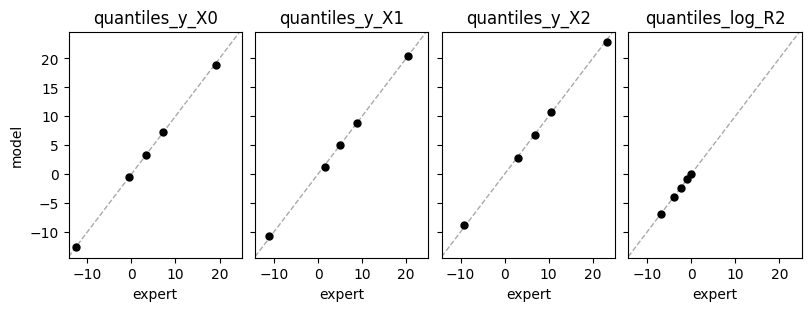 quantiles_y_X0 quantiles_y_X1 quantiles_y_X2 quantiles_log_R2
model
20
15
10
5
0
−5
−10
−10 0 10 20 −10 0 10 20 −10 0 10 20 −10 0 10 20
expert expert expert expert